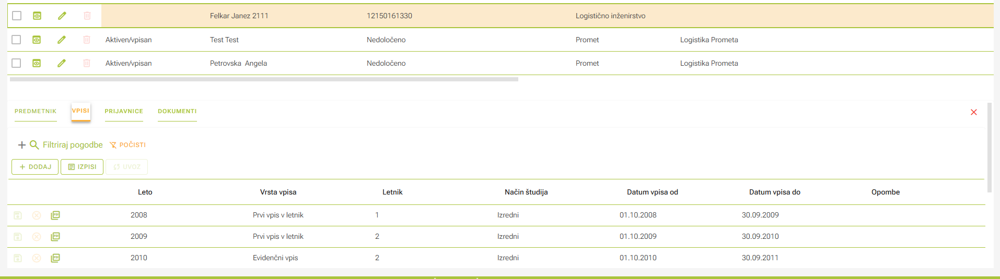 Felkar Janez 2111 12150161330 Logistično inženirstvo
Aktiven/vpisan Test Test Nedoločeno Promet Logistika Prometa
Aktiven/vpisan Petrovska Angela Nedoločeno Promet Logistika Prometa
PREDMETNIK VPISI PRIJAVNICE DOKUMENTI
Filtriraj pogodbe POČISTI
DODAJ IZPISI UVOZ
Leto Vrsta vpisa Letnik Način študija Datum vpisa od Datum vpisa do Opombe
PDF 2008 Prvi vpis v letnik 1 Izredni 01.10.2008 30.09.2009
PDF 2009 Prvi vpis v letnik 2 Izredni 01.10.2009 30.09.2010
PDF 2010 Evidenčni vpis 2 Izredni 01.10.2010 30.09.2011